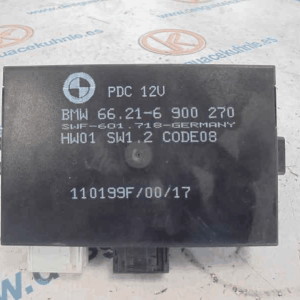 PDC 12V
BMW 66.21-6 900 270
SWF-601.718-GERMANY
HW01 SW1.2 CODE08
110199F/00/17